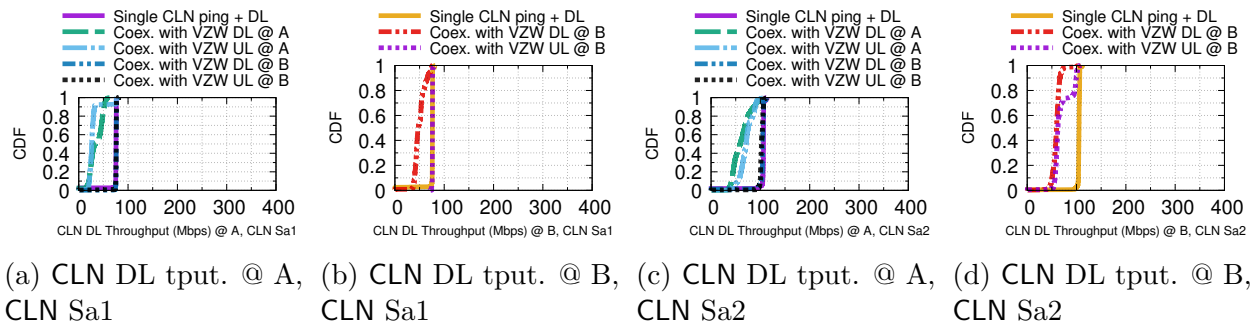 Single CLN ping + DL
Coex. with VZW DL @ A
Coex. with VZW UL @ A
Coex. with VZW DL @ B
Coex. with VZW UL @ B
CDF
1
0.8
0.6
0.4
0.2
0
0 100 200 300 400
CLN DL Throughput (Mbps) @ A, CLN Sa1
(a) CLN DL tput. @ A,
CLN Sa1
Single CLN ping + DL
Coex. with VZW DL @ B
Coex. with VZW UL @ B
CDF
1
0.8
0.6
0.4
0.2
0
0 100 200 300 400
CLN DL Throughput (Mbps) @ B, CLN Sa1
(b) CLN DL tput. @ B,
CLN Sa1
Single CLN ping + DL
Coex. with VZW DL @ A
Coex. with VZW UL @ A
Coex. with VZW DL @ B
Coex. with VZW UL @ B
CDF
1
0.8
0.6
0.4
0.2
0
0 100 200 300 400
CLN DL Throughput (Mbps) @ A, CLN Sa2
(c) CLN DL tput. @ A,
CLN Sa2
Single CLN ping + DL
Coex. with VZW DL @ B
Coex. with VZW UL @ B
CDF
1
0.8
0.6
0.4
0.2
0
0 100 200 300 400
CLN DL Throughput (Mbps) @ B, CLN Sa2
(d) CLN DL tput. @ B,
CLN Sa2